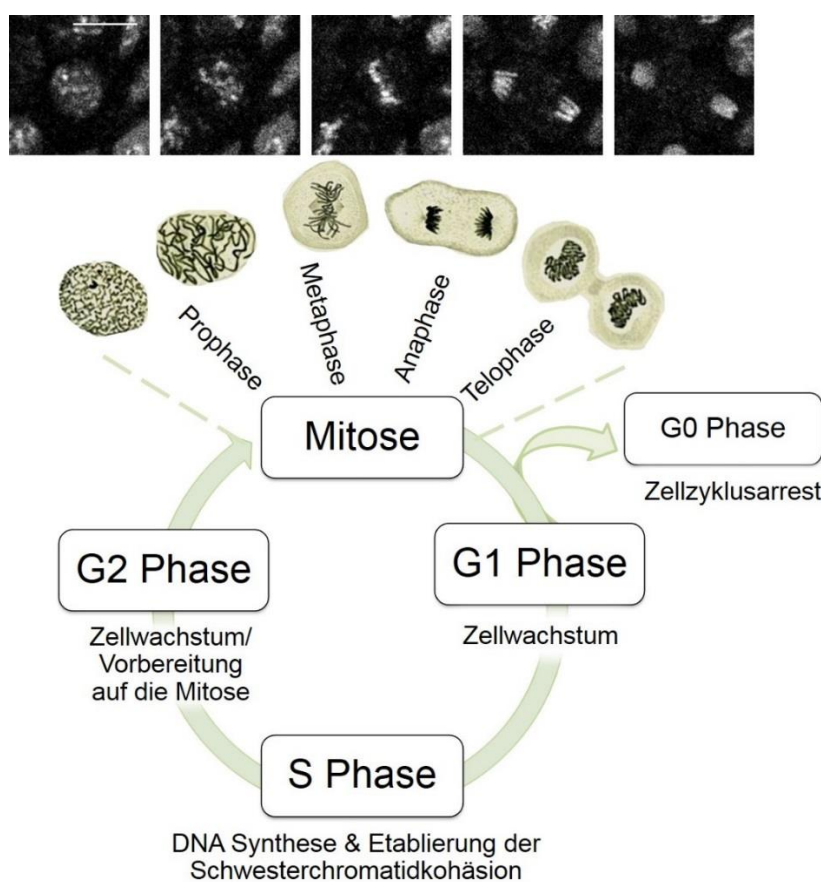 Prophase
Metaphase
Anaphase
Telophase
Mitose
G0 Phase
Zellzyklusarrest
G2 Phase
Zellwachstum/
Vorbereitung
auf die Mitose
G1 Phase
Zellwachstum
S Phase
DNA Synthese & Etablierung der
Schwesterchromatidkohäsion